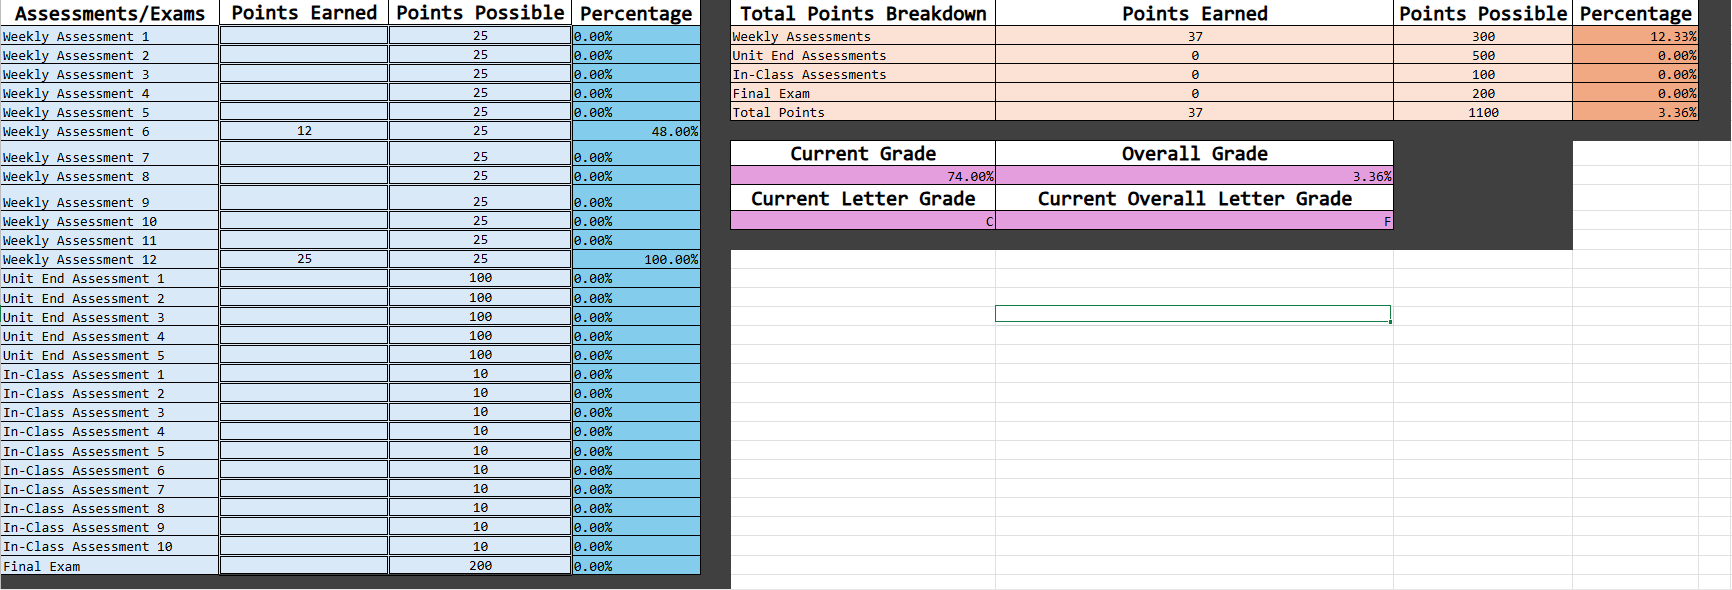 Assessments/Exams Points Earned Points Possible Percentage
Weekly Assessment 1 25 0.00%
Weekly Assessment 2 25 0.00%
Weekly Assessment 3 25 0.00%
Weekly Assessment 4 25 0.00%
Weekly Assessment 5 25 0.00%
Weekly Assessment 6 12 25 48.00%
Weekly Assessment 7 25 0.00%
Weekly Assessment 8 25 0.00%
Weekly Assessment 9 25 0.00%
Weekly Assessment 10 25 0.00%
Weekly Assessment 11 25 0.00%
Weekly Assessment 12 25 25 100.00%
Unit End Assessment 1 100 0.00%
Unit End Assessment 2 100 0.00%
Unit End Assessment 3 100 0.00%
Unit End Assessment 4 100 0.00%
Unit End Assessment 5 100 0.00%
In-Class Assessment 1 10 0.00%
In-Class Assessment 2 10 0.00%
In-Class Assessment 3 10 0.00%
In-Class Assessment 4 10 0.00%
In-Class Assessment 5 10 0.00%
In-Class Assessment 6 10 0.00%
In-Class Assessment 7 10 0.00%
In-Class Assessment 8 10 0.00%
In-Class Assessment 9 10 0.00%
In-Class Assessment 10 10 0.00%
Final Exam 200 0.00%
Total Points Breakdown Points Earned Points Possible Percentage
Weekly Assessments 37 300 12.33%
Unit End Assessments 0 500 0.00%
In-Class Assessments 0 100 0.00%
Final Exam 0 200 0.00%
Total Points 37 1100 3.36%
Current Grade Overall Grade
74.00% 3.36%
Current Letter Grade Current Overall Letter Grade
C F